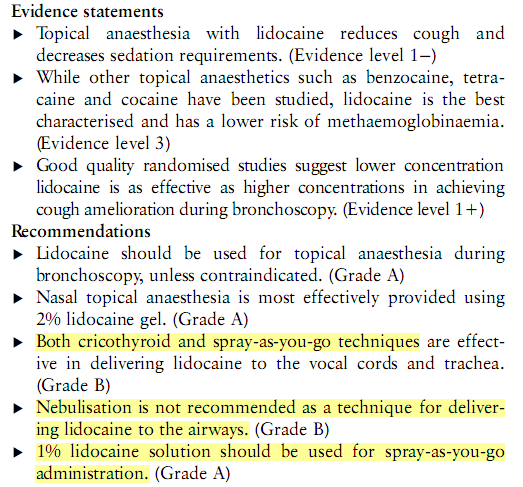 Evidence statements
▶ Topical anaesthesia with lidocaine reduces cough and
decreases sedation requirements. (Evidence level 1−)
▶ While other topical anaesthetics such as benzocaine, tetra-
caine and cocaine have been studied, lidocaine is the best
characterised and has a lower risk of methaemoglobinaemia.
(Evidence level 3)
▶ Good quality randomised studies suggest lower concentration
lidocaine is as effective as higher concentrations in achieving
cough amelioration during bronchoscopy. (Evidence level 1+)
Recommendations
▶ Lidocaine should be used for topical anaesthesia during
bronchoscopy, unless contraindicated. (Grade A)
▶ Nasal topical anaesthesia is most effectively provided using
2% lidocaine gel. (Grade A)
▶ Both cricothyroid and spray-as-you-go techniques are effect-
ive in delivering lidocaine to the vocal cords and trachea.
(Grade B)
▶ Nebulisation is not recommended as a technique for deliver-
ing lidocaine to the airways. (Grade B)
▶ 1% lidocaine solution should be used for spray-as-you-go
administration. (Grade A)